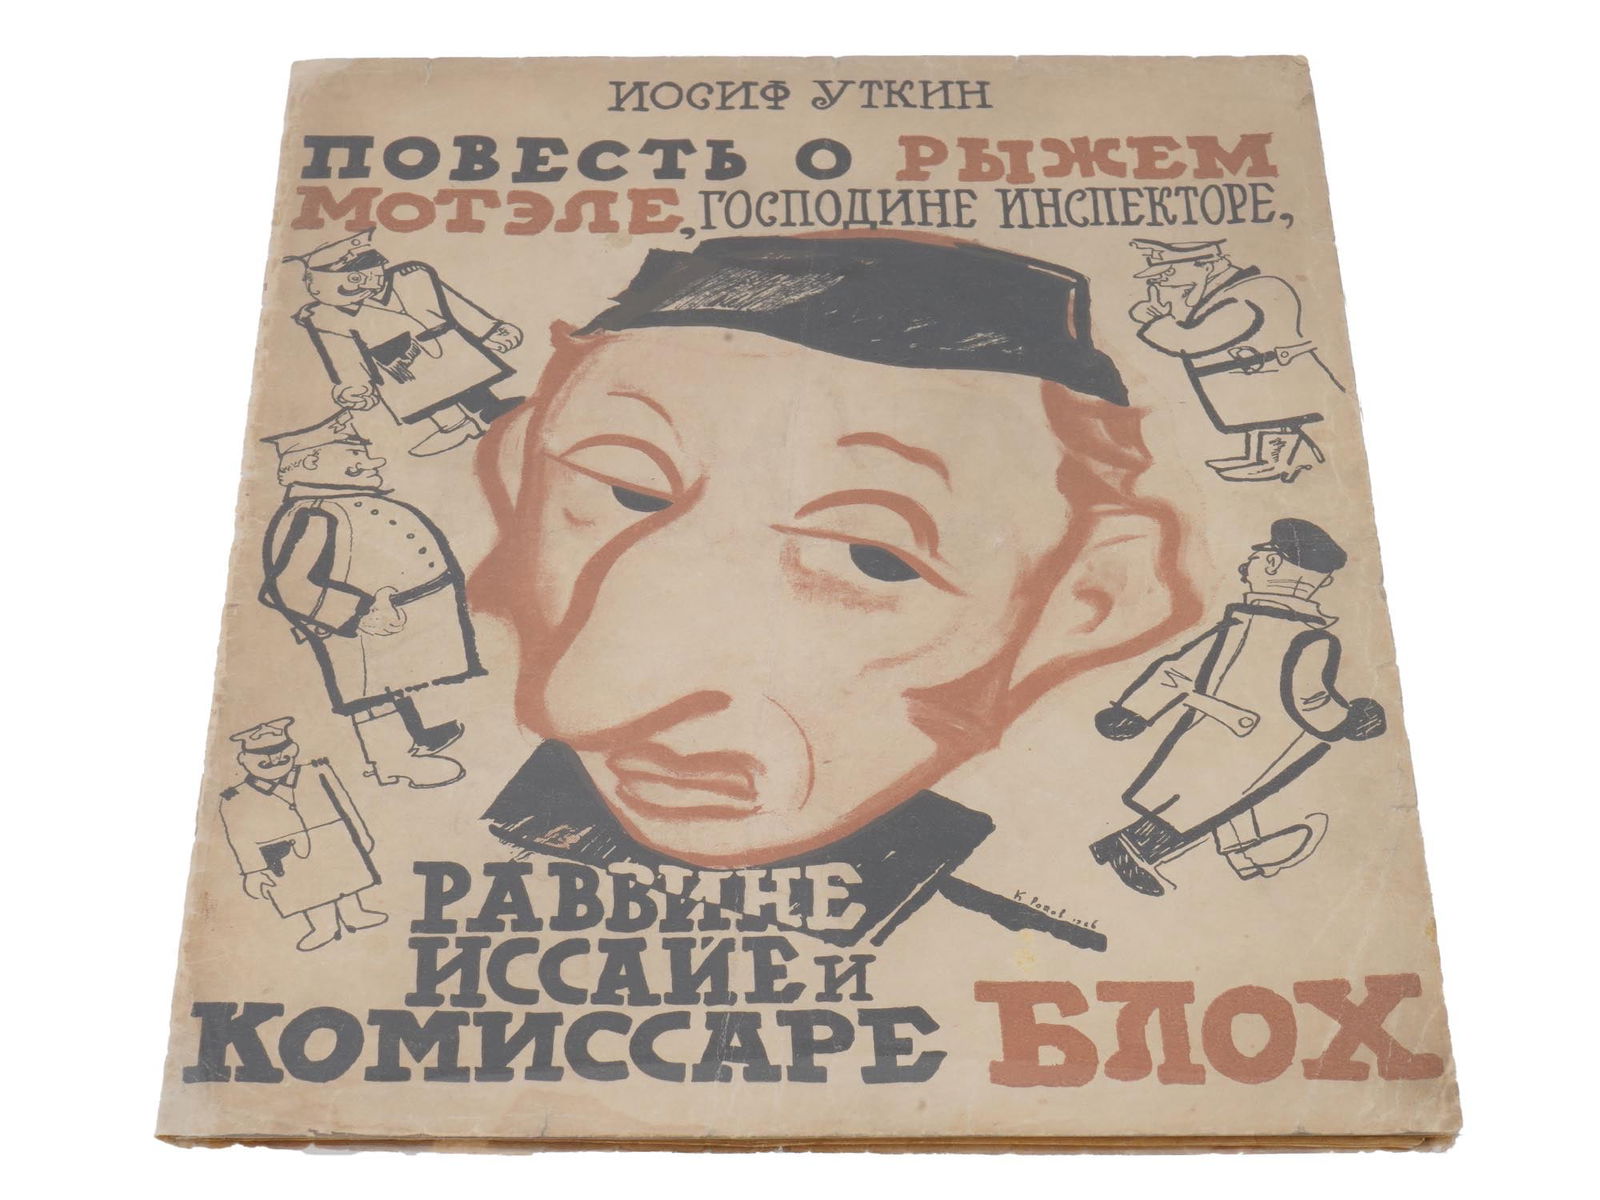 ИОСИФ УТКИН
ПОВЕСТЬ О РЫЖЕМ
МОТЭЛЕ, ГОСПОДИНЕ ИНСПЕКТОРЕ,
РАВВИНЕ
ИССАЙЕ И
КОМИССАРЕ БЛОХ